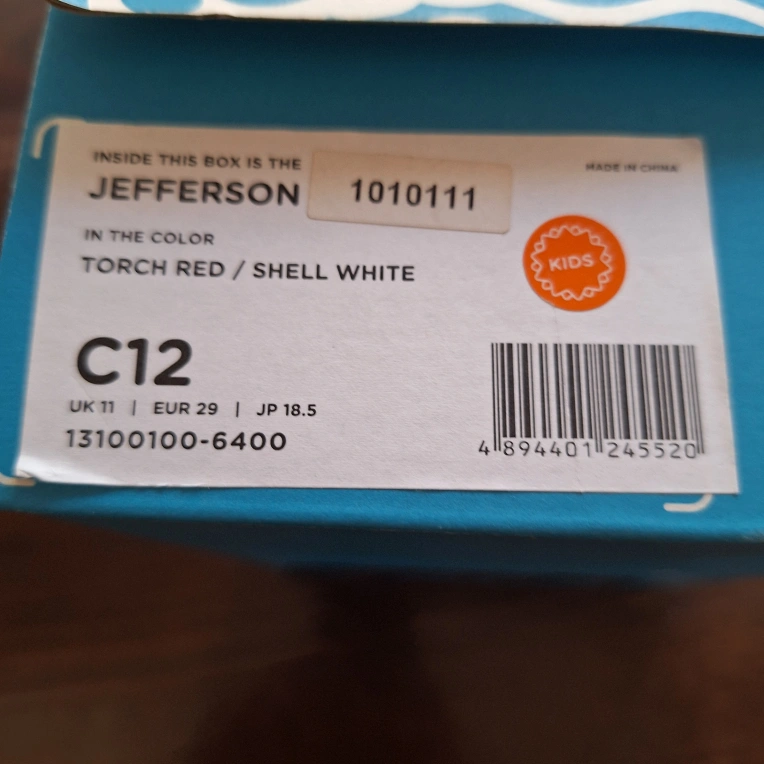 INSIDE THIS BOX IS THE
JEFFERSON
1010111
MADE IN CHINA
IN THE COLOR
TORCH RED / SHELL WHITE
KIDS
C12
UK 11 | EUR 29 | JP 18.5
13100100-6400
4 894401 245520